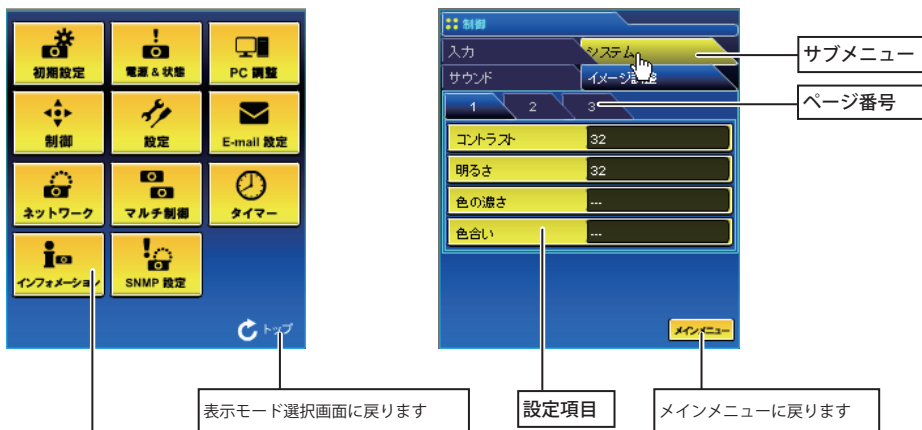 初期設定
電源 & 状態
PC 調整
制御
設定
E-mail 設定
ネットワーク
マルチ制御
タイマー
インフォメーション
SNMP 設定
トップ
表示モード選択画面に戻ります
制御
入力
システム
サウンド
イメージ調整
1
2
3
コントラスト
32
明るさ
32
色の濃さ
---
色合い
---
メインメニュー
サブメニュー
ページ番号
設定項目
メインメニューに戻ります